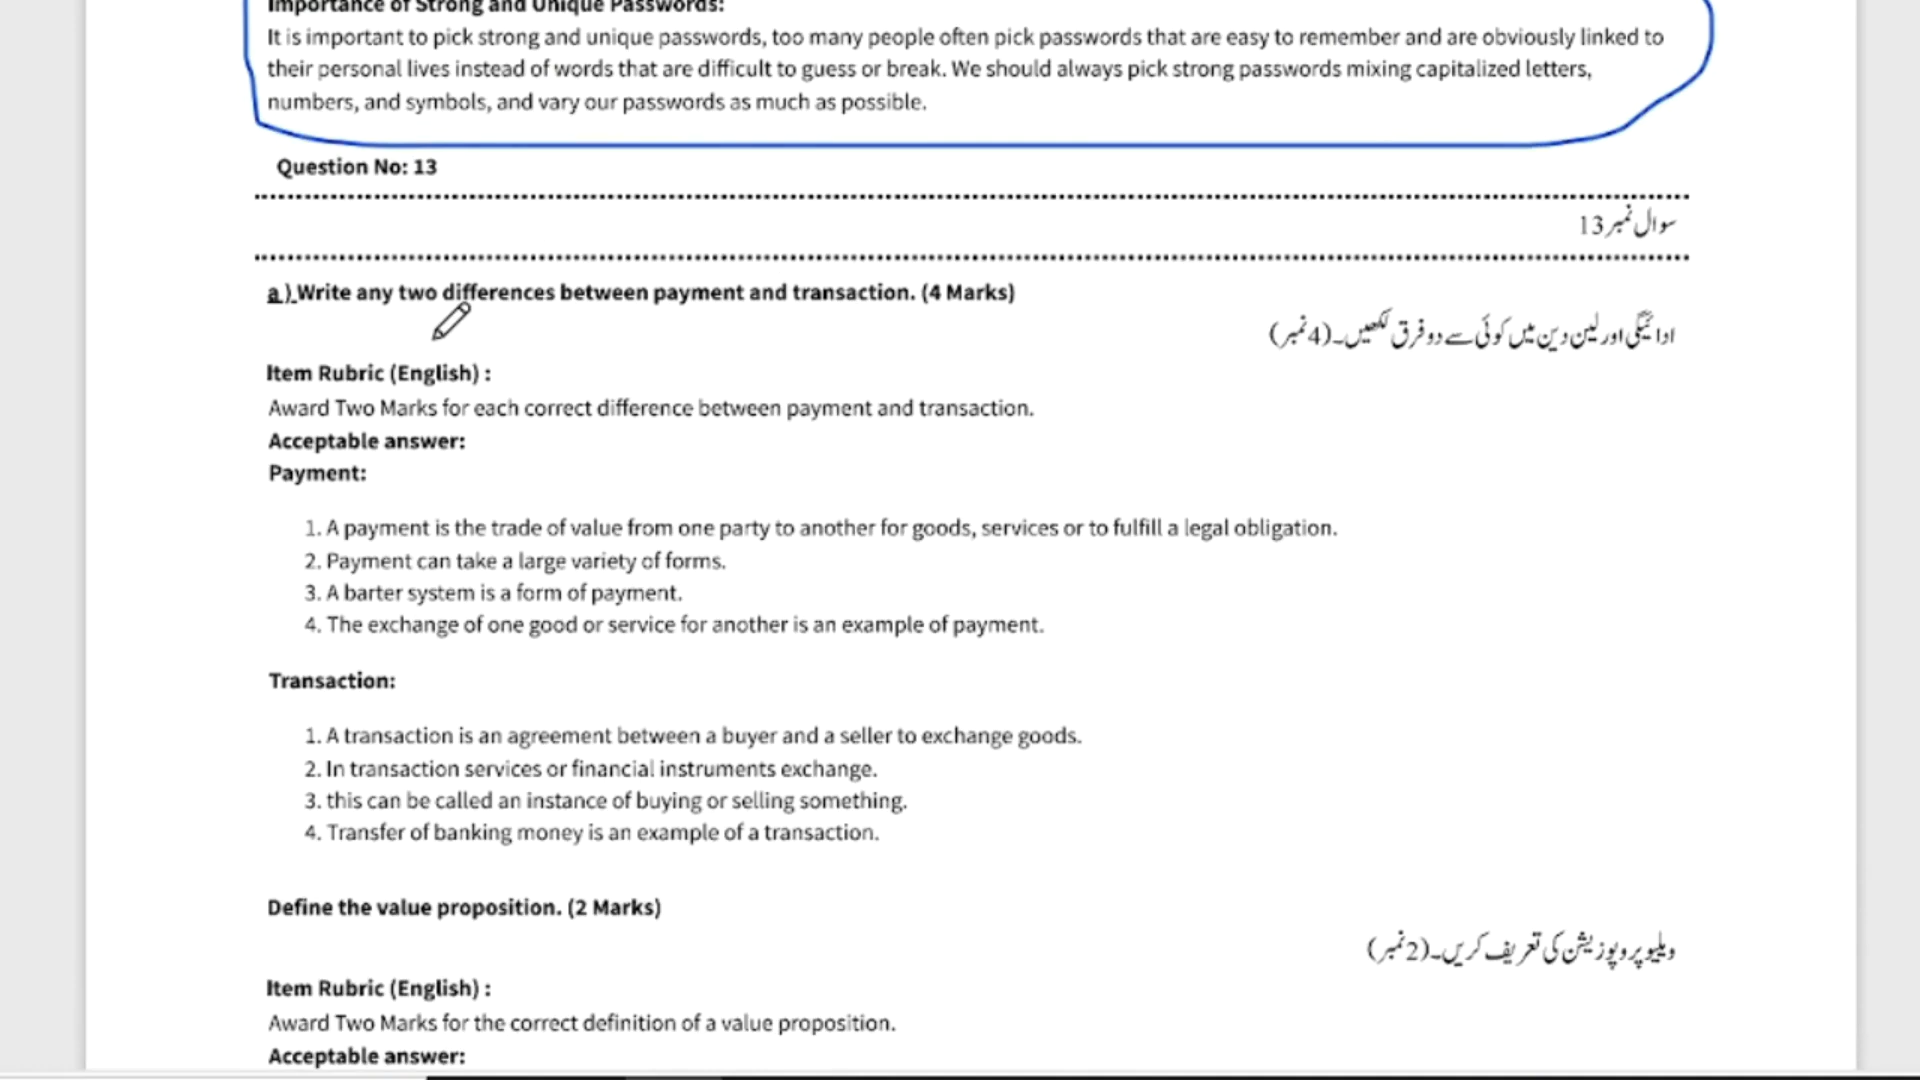 Importance of Strong and Unique Passwords:
It is important to pick strong and unique passwords, too many people often pick passwords that are easy to remember and are obviously linked to
their personal lives instead of words that are difficult to guess or break. We should always pick strong passwords mixing capitalized letters,
numbers, and symbols, and vary our passwords as much as possible.
Question No: 13
سوال نمبر 13
a ) Write any two differences between payment and transaction. (4 Marks)
ادائیگی اور لین دین میں کوئی سے دو فرق لکھیں۔ (4 نمبر)
Item Rubric (English) :
Award Two Marks for each correct difference between payment and transaction.
Acceptable answer:
Payment:
1. A payment is the trade of value from one party to another for goods, services or to fulfill a legal obligation.
2. Payment can take a large variety of forms.
3. A barter system is a form of payment.
4. The exchange of one good or service for another is an example of payment.
Transaction:
1. A transaction is an agreement between a buyer and a seller to exchange goods.
2. In transaction services or financial instruments exchange.
3. this can be called an instance of buying or selling something.
4. Transfer of banking money is an example of a transaction.
Define the value proposition. (2 Marks)
ویلیو پروپوزیشن کی تعریف کریں۔ (2 نمبر)
Item Rubric (English) :
Award Two Marks for the correct definition of a value proposition.
Acceptable answer: